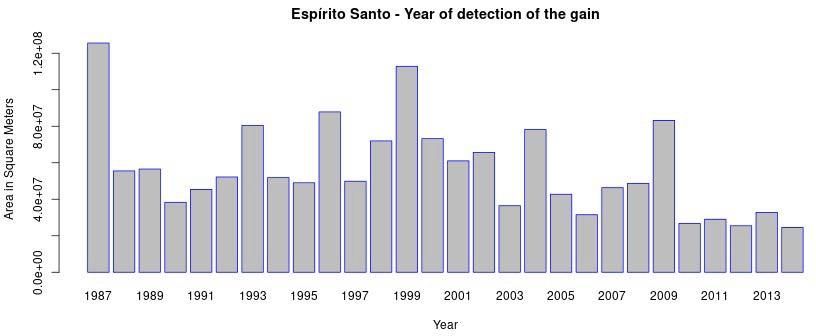 Espírito Santo - Year of detection of the gain
Area in Square Meters
1.2e+08
8.0e+07
4.0e+07
0.0e+00
1987 1989 1991 1993 1995 1997 1999 2001 2003 2005 2007 2009 2011 2013
Year